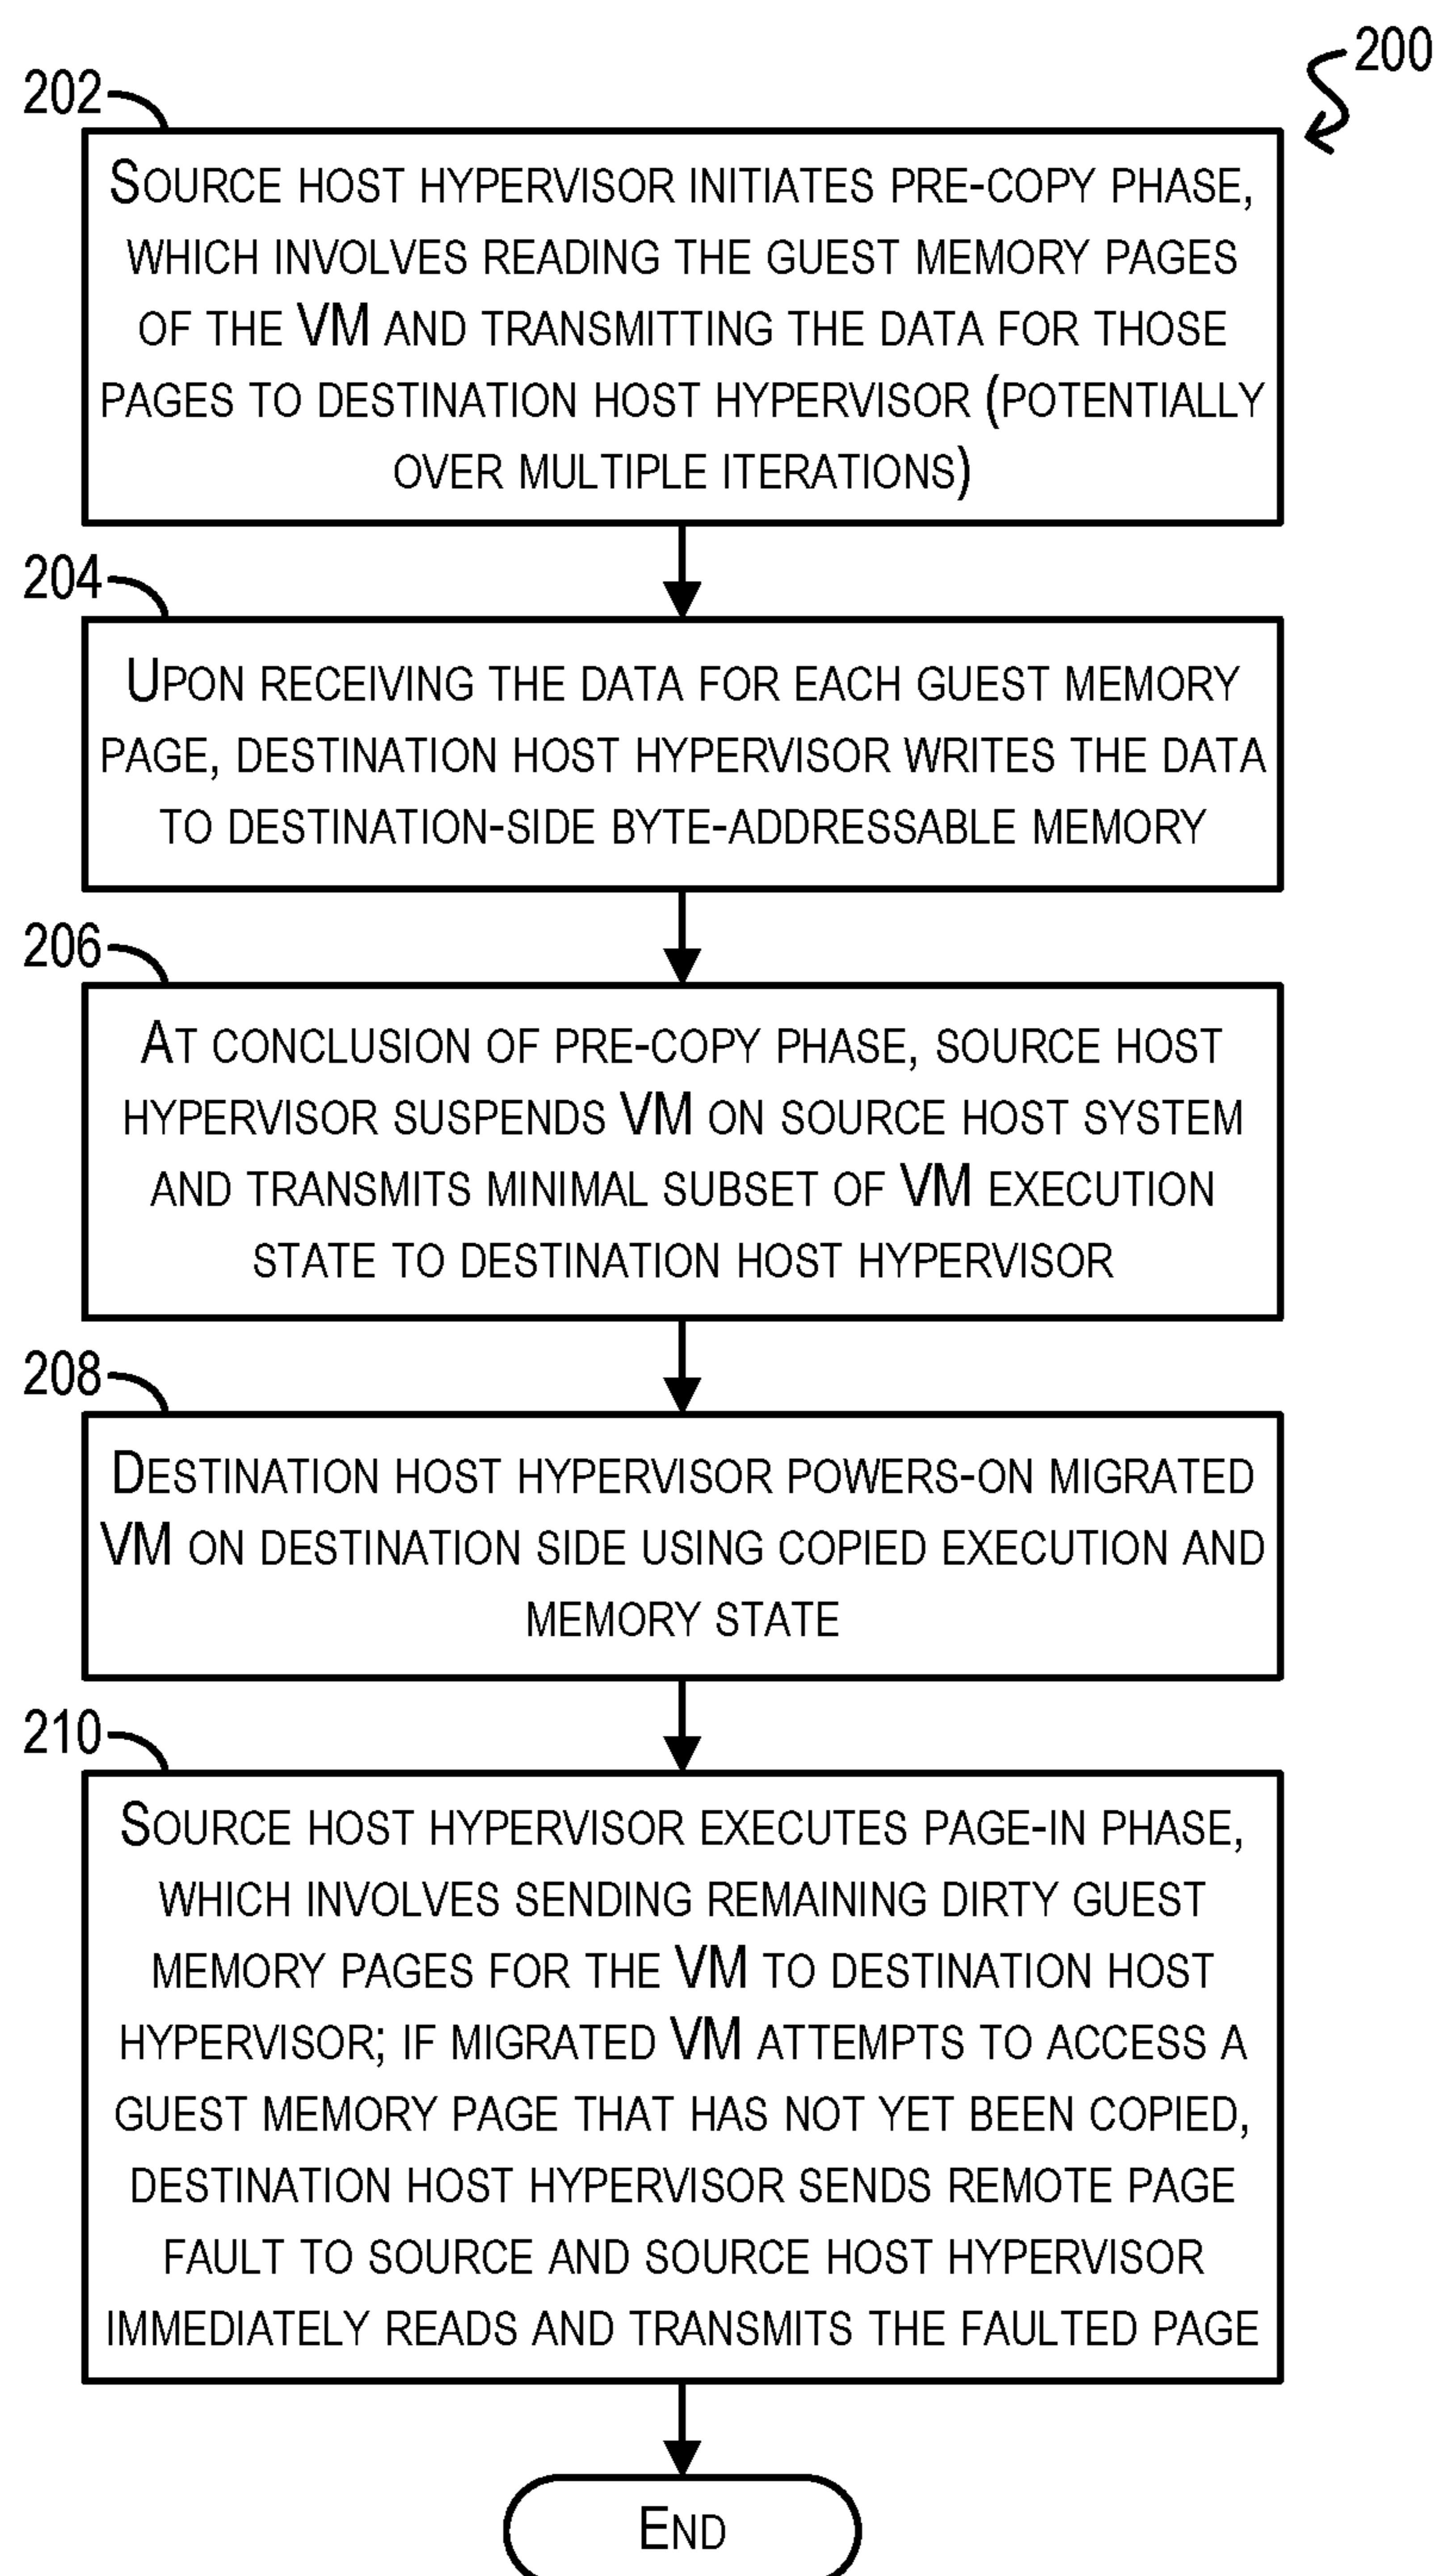 200
202
SOURCE HOST HYPERVISOR INITIATES PRE-COPY PHASE,
WHICH INVOLVES READING THE GUEST MEMORY PAGES
OF THE VM AND TRANSMITTING THE DATA FOR THOSE
PAGES TO DESTINATION HOST HYPERVISOR (POTENTIALLY
OVER MULTIPLE ITERATIONS)
204
UPON RECEIVING THE DATA FOR EACH GUEST MEMORY
PAGE, DESTINATION HOST HYPERVISOR WRITES THE DATA
TO DESTINATION-SIDE BYTE-ADDRESSABLE MEMORY
206
AT CONCLUSION OF PRE-COPY PHASE, SOURCE HOST
HYPERVISOR SUSPENDS VM ON SOURCE HOST SYSTEM
AND TRANSMITS MINIMAL SUBSET OF VM EXECUTION
STATE TO DESTINATION HOST HYPERVISOR
208
DESTINATION HOST HYPERVISOR POWERS-ON MIGRATED
VM ON DESTINATION SIDE USING COPIED EXECUTION AND
MEMORY STATE
210
SOURCE HOST HYPERVISOR EXECUTES PAGE-IN PHASE,
WHICH INVOLVES SENDING REMAINING DIRTY GUEST
MEMORY PAGES FOR THE VM TO DESTINATION HOST
HYPERVISOR; IF MIGRATED VM ATTEMPTS TO ACCESS A
GUEST MEMORY PAGE THAT HAS NOT YET BEEN COPIED,
DESTINATION HOST HYPERVISOR SENDS REMOTE PAGE
FAULT TO SOURCE AND SOURCE HOST HYPERVISOR
IMMEDIATELY READS AND TRANSMITS THE FAULTED PAGE
END